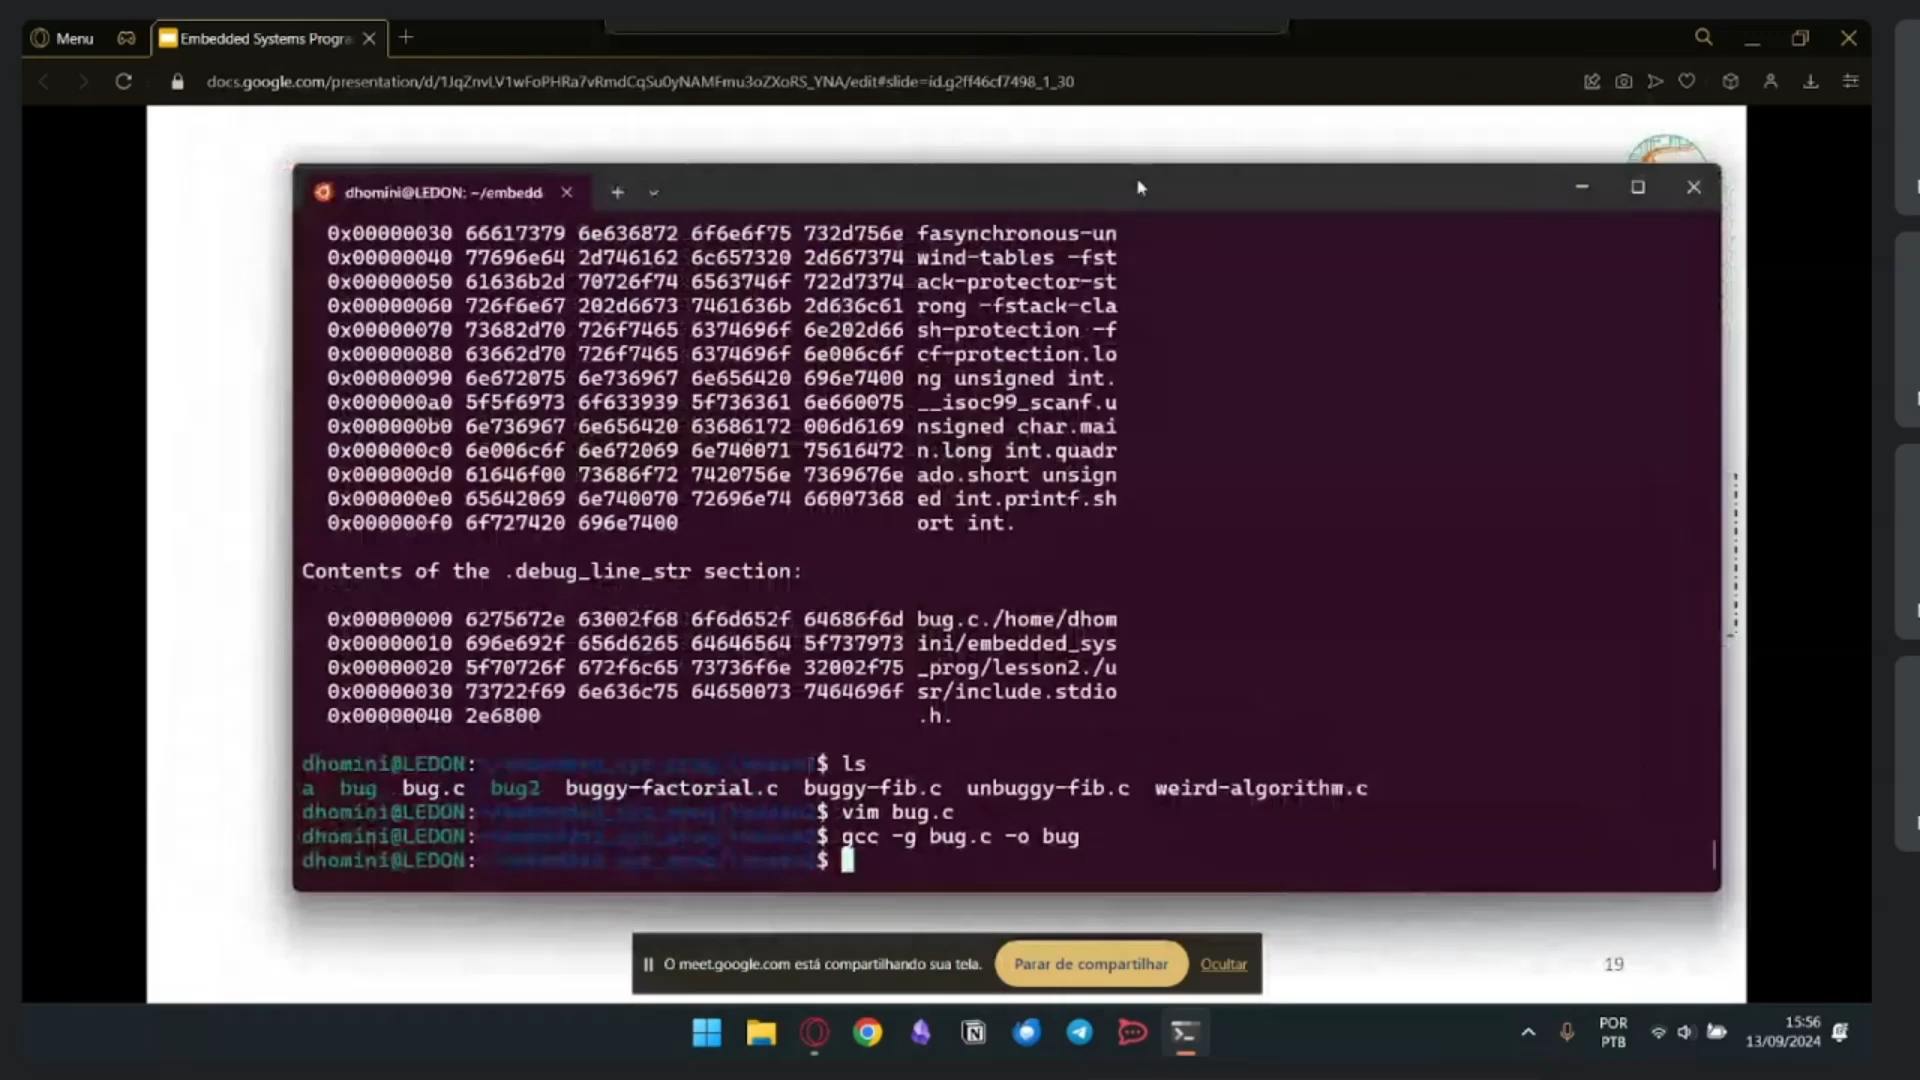 Menu
Embedded Systems Progra
docs.google.com/presentation/d/1JqZnvLV1wFoPHRa7vRmdCqSu0yNAMFmu3oZXoRS_YNA/edit#slide=id.g2ff46cf7498_1_30
dhomini@LEDON: ~/embedd
0x00000030 66617379 6e636872 6f6e6f75 732d756e fasynchronous-un
0x00000040 77696e64 2d746162 6c657320 2d667374 wind-tables -fst
0x00000050 61636b2d 70726f74 6563746f 722d7374 ack-protector-st
0x00000060 726f6e67 202d6673 7461636b 2d636c61 rong -fstack-cla
0x00000070 73682d70 726f7465 6374696f 6e202d66 sh-protection -f
0x00000080 63662d70 726f7465 6374696f 6e006c6f cf-protection.lo
0x00000090 6e672075 6e736967 6e656420 696e7400 ng unsigned int.
0x000000a0 5f5f6973 6f633939 5f736361 6e660075 __isoc99_scanf.u
0x000000b0 6e736967 6e656420 63686172 006d6169 nsigned char.mai
0x000000c0 6e006c6f 6e672069 6e740071 75616472 n.long int.quadr
0x000000d0 61646f00 73686f72 7420756e 7369676e ado.short unsign
0x000000e0 65642069 6e740070 72696e74 66007368 ed int.printf.sh
0x000000f0 6f727420 696e7400 ort int.
Contents of the .debug_line_str section:
0x00000000 6275672e 63002f68 6f6d652f 64686f6d bug.c./home/dhom
0x00000010 696e692f 656d6265 64646564 5f737973 ini/embedded_sys
0x00000020 5f70726f 672f6c65 73736f6e 32002f75 _prog/lesson2./u
0x00000030 73722f69 6e636c75 64650073 7464696f sr/include.stdio
0x00000040 2e6800 .h.
dhomini@LEDON: $ ls
a bug bug.c bug2 buggy-factorial.c buggy-fib.c unbuggy-fib.c weird-algorithm.c
dhomini@LEDON: $ vim bug.c
dhomini@LEDON: $ gcc -g bug.c -o bug
dhomini@LEDON: $
O meet.google.com está compartilhando sua tela. Parar de compartilhar Ocultar
19
POR
PTB
15:56
13/09/2024